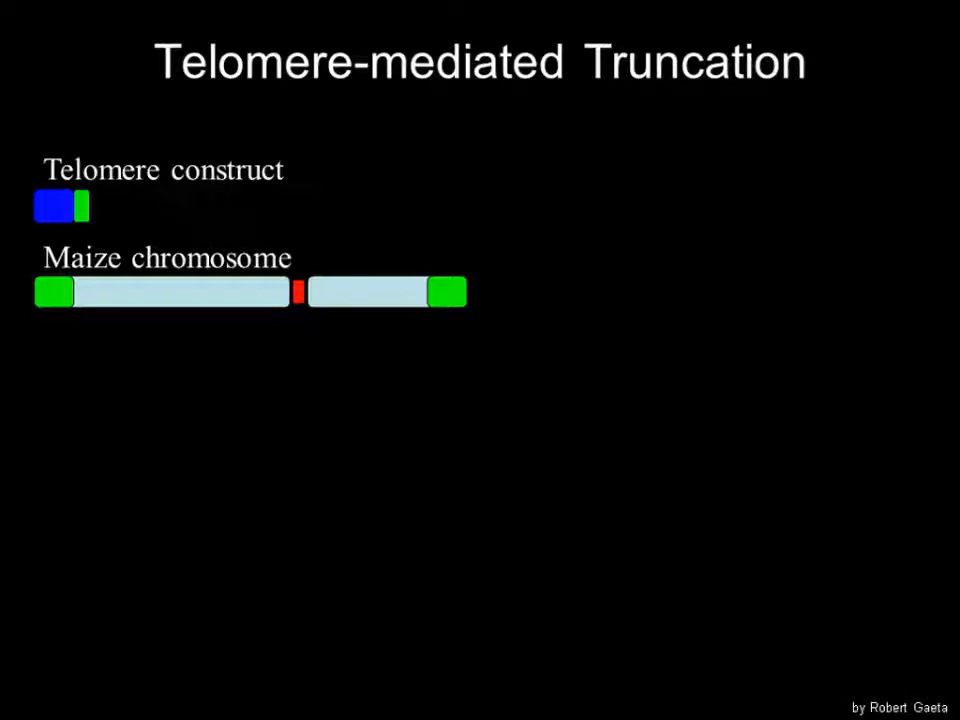 Telomere-mediated Truncation
Telomere construct
Maize chromosome
by Robert Gaeta